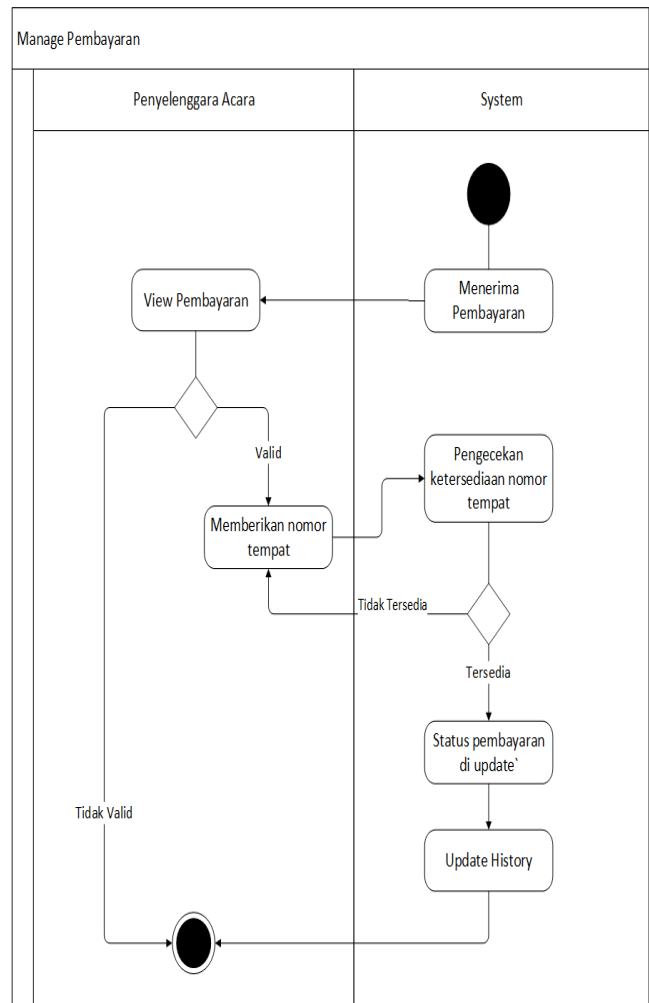 Manage Pembayaran
Penyelenggara Acara
System
Menerima
Pembayaran
View Pembayaran
Valid
Memberikan nomor
tempat
Pengecekan
ketersediaan nomor
tempat
Tidak Tersedia
Tersedia
Status pembayaran
di update`
Tidak Valid
Update History